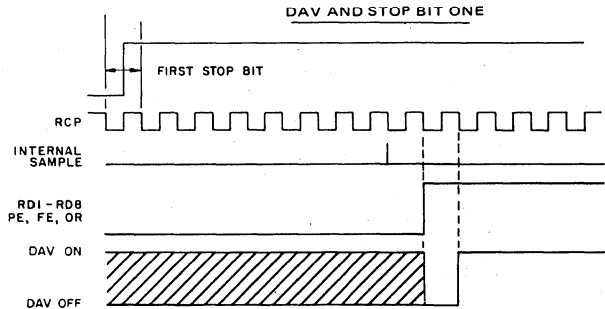 DAV AND STOP BIT ONE
FIRST STOP BIT
RCP
INTERNAL
SAMPLE
RD1-RD8
PE, FE, OR
DAV ON
DAV OFF